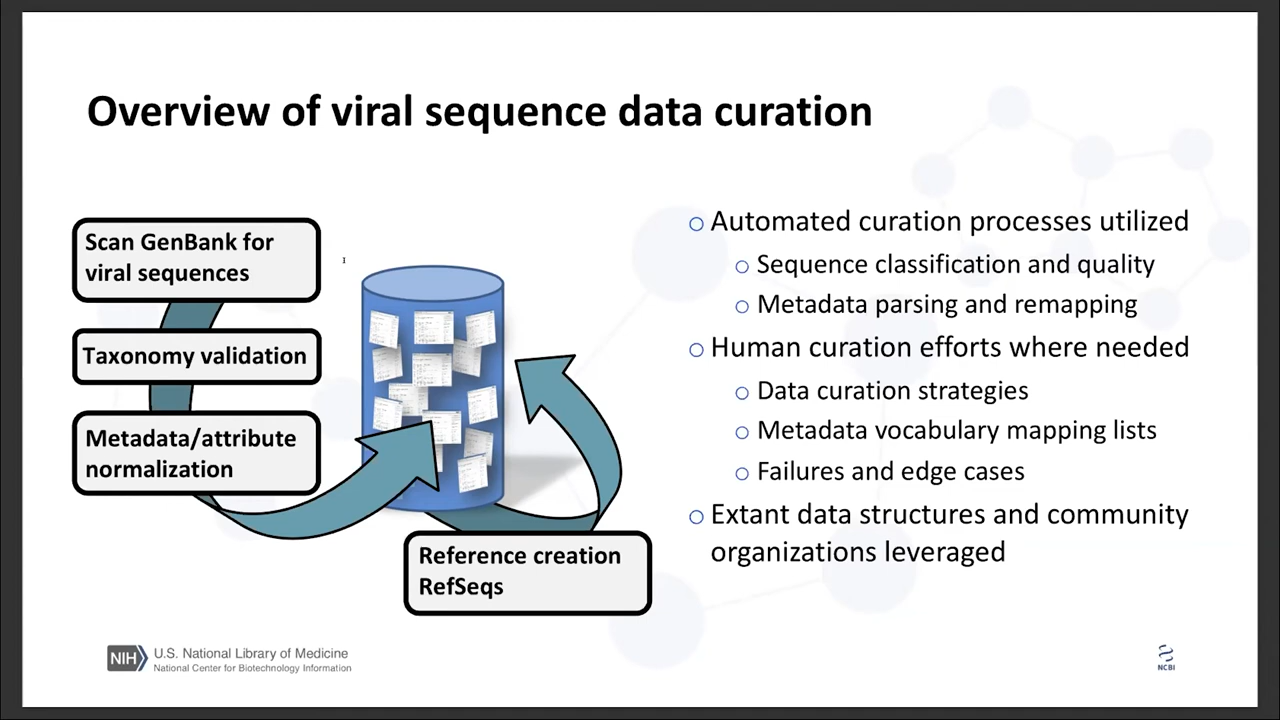 Overview of viral sequence data curation
Scan GenBank for
viral sequences
Taxonomy validation
Metadata/attribute
normalization
Reference creation
RefSeqs
Automated curation processes utilized
Sequence classification and quality
Metadata parsing and remapping
Human curation efforts where needed
Data curation strategies
Metadata vocabulary mapping lists
Failures and edge cases
Extant data structures and community
organizations leveraged
NIH
U.S. National Library of Medicine
National Center for Biotechnology Information
NCBI